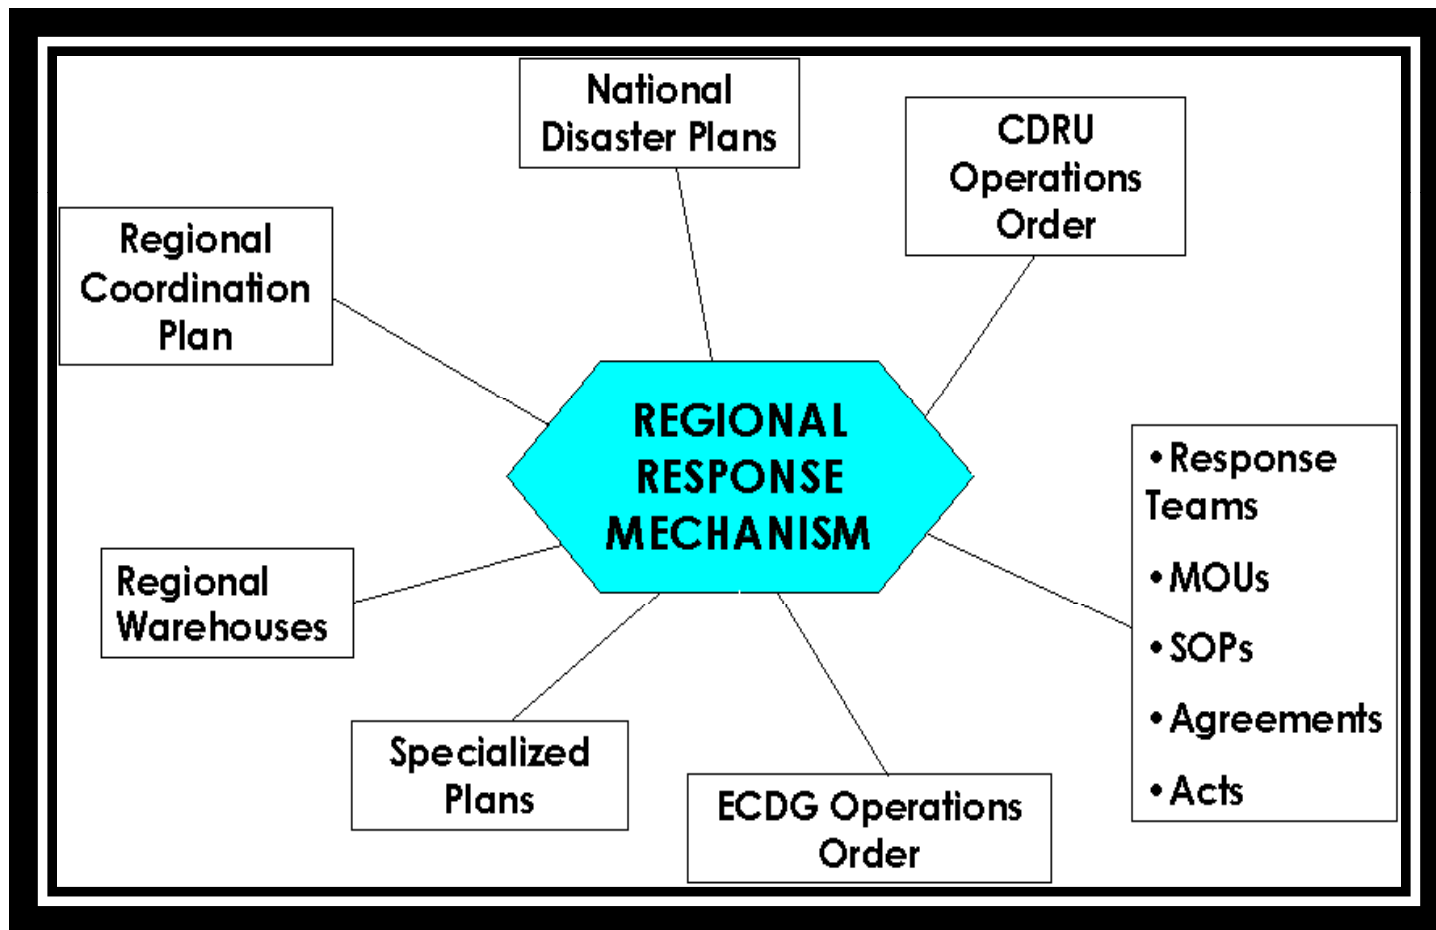 National
Disaster Plans
CDRU
Operations
Order
Regional
Coordination
Plan
REGIONAL
RESPONSE
MECHANISM
•Response
Teams
•MOUs
•SOPs
•Agreements
•Acts
Regional
Warehouses
Specialized
Plans
ECDG Operations
Order